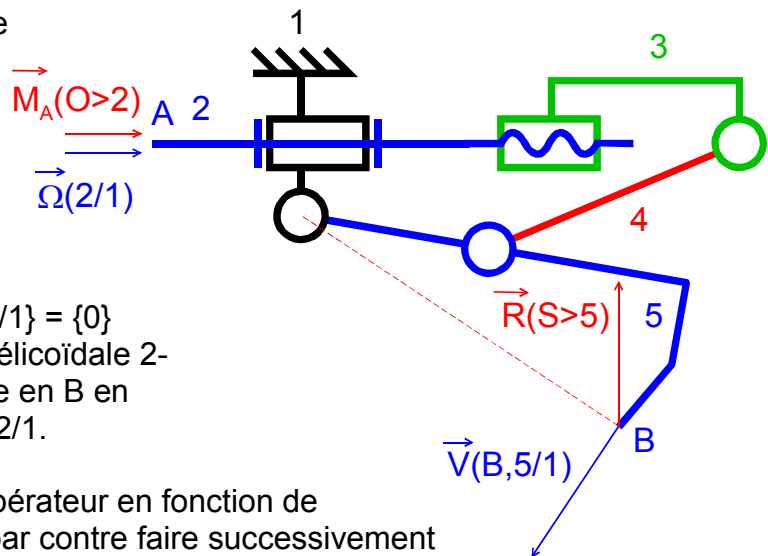 e
1
3
M_A(O>2)
A 2
Ω(2/1)
4
/1} = {0}
R(S>5)
5
élicoïdale 2-
e en B en
2/1.
B
V(B,5/1)
pérateur en fonction de
par contre faire successivement